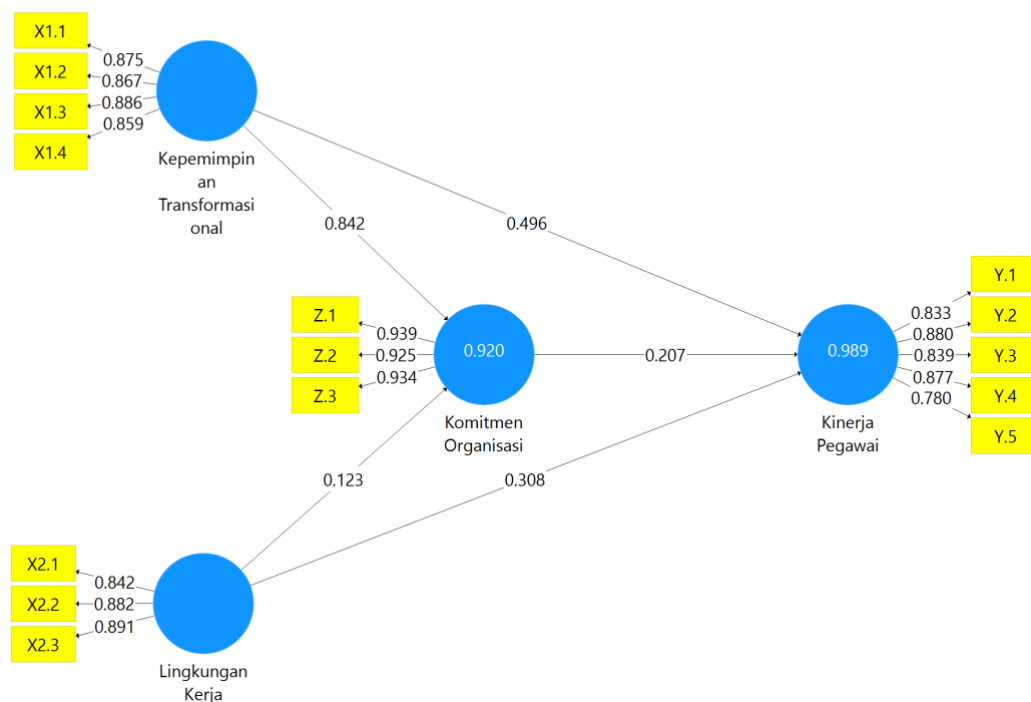 X1.1
X1.2
X1.3
X1.4
0.875
0.867
0.886
0.859
Kepemimpin
an
Transformasi
onal
0.842
0.496
Z.1
Z.2
Z.3
0.939
0.925
0.934
0.920
Komitmen
Organisasi
0.207
0.989
Kinerja
Pegawai
0.833
0.880
0.839
0.877
0.780
Y.1
Y.2
Y.3
Y.4
Y.5
0.123
0.308
X2.1
X2.2
X2.3
0.842
0.882
0.891
Lingkungan
Kerja